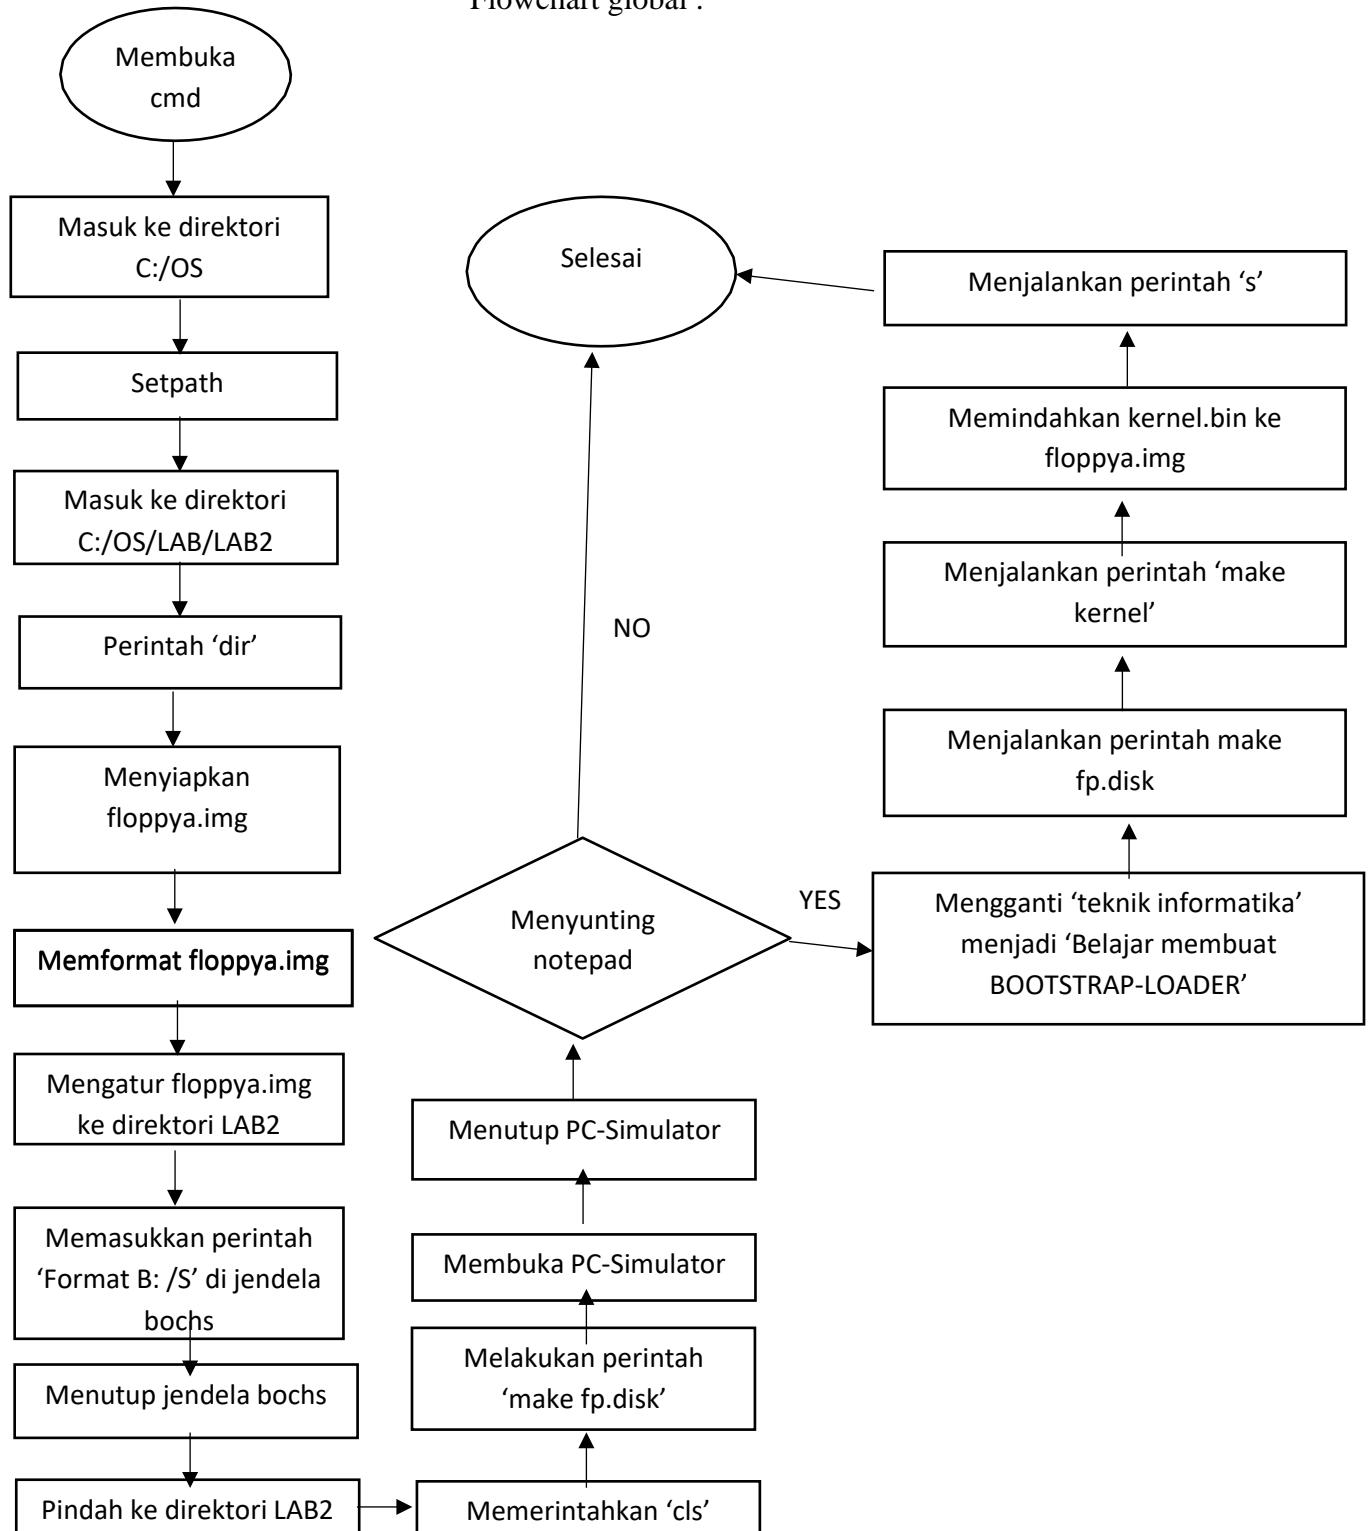 Flowchart global :
Membuka
cmd
Masuk ke direktori
C:/OS
Setpath
Masuk ke direktori
C:/OS/LAB/LAB2
Perintah ‘dir’
Menyiapkan
floppya.img
Memformat floppya.img
Mengatur floppya.img
ke direktori LAB2
Memasukkan perintah
‘Format B: /S’ di jendela
bochs
Menutup jendela bochs
Pindah ke direktori LAB2
Memerintahkan ‘cls’
Melakukan perintah
‘make fp.disk’
Membuka PC-Simulator
Menutup PC-Simulator
Menyunting
notepad
NO
YES
Mengganti ‘teknik informatika’
menjadi ‘Belajar membuat
BOOTSTRAP-LOADER’
Menjalankan perintah make
fp.disk
Menjalankan perintah ‘make
kernel’
Memindahkan kernel.bin ke
floppya.img
Menjalankan perintah ‘s’
Selesai